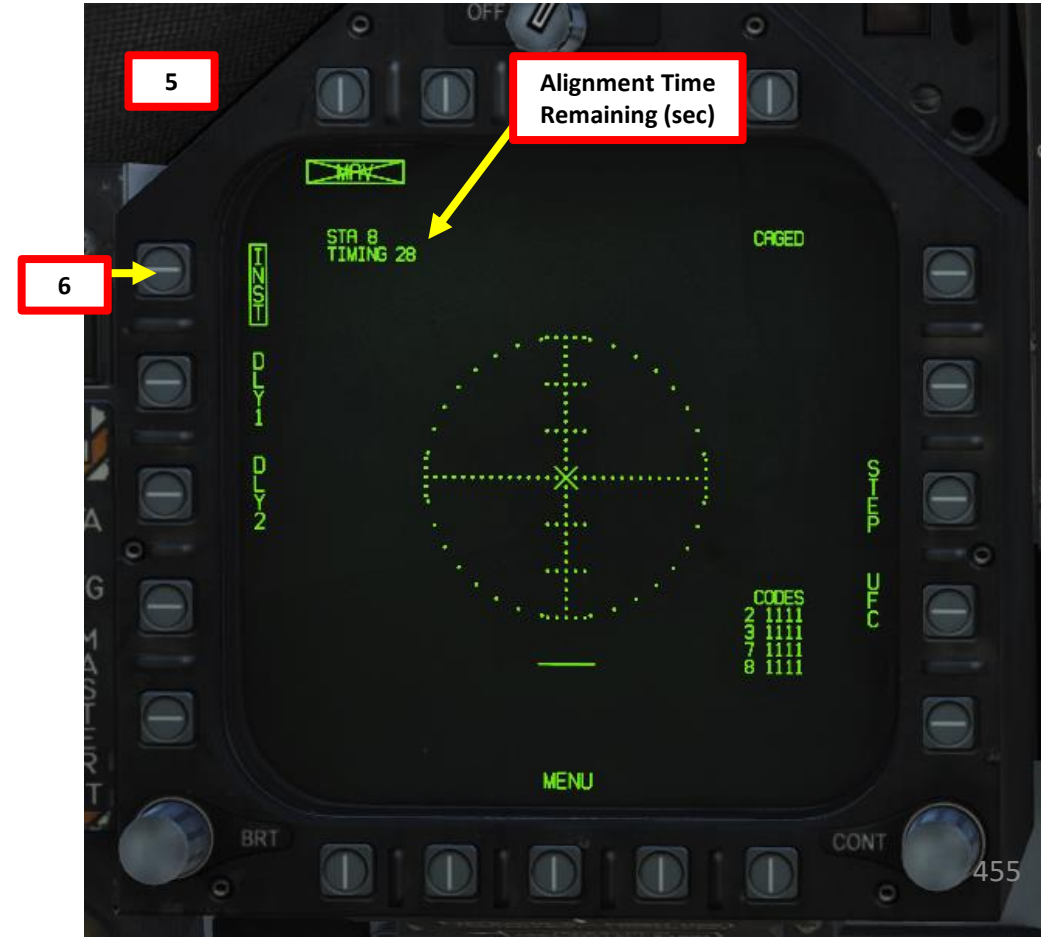 OFF
5
Alignment Time
Remaining (sec)
MAV
STA 8
TIMING 28
CAGED
6
INST
DLY1
DLY2
STEP
UFC
CODES
2 1111
3 1111
7 1111
8 1111
A
G
MASTER
MENU
BRT
CONT
455